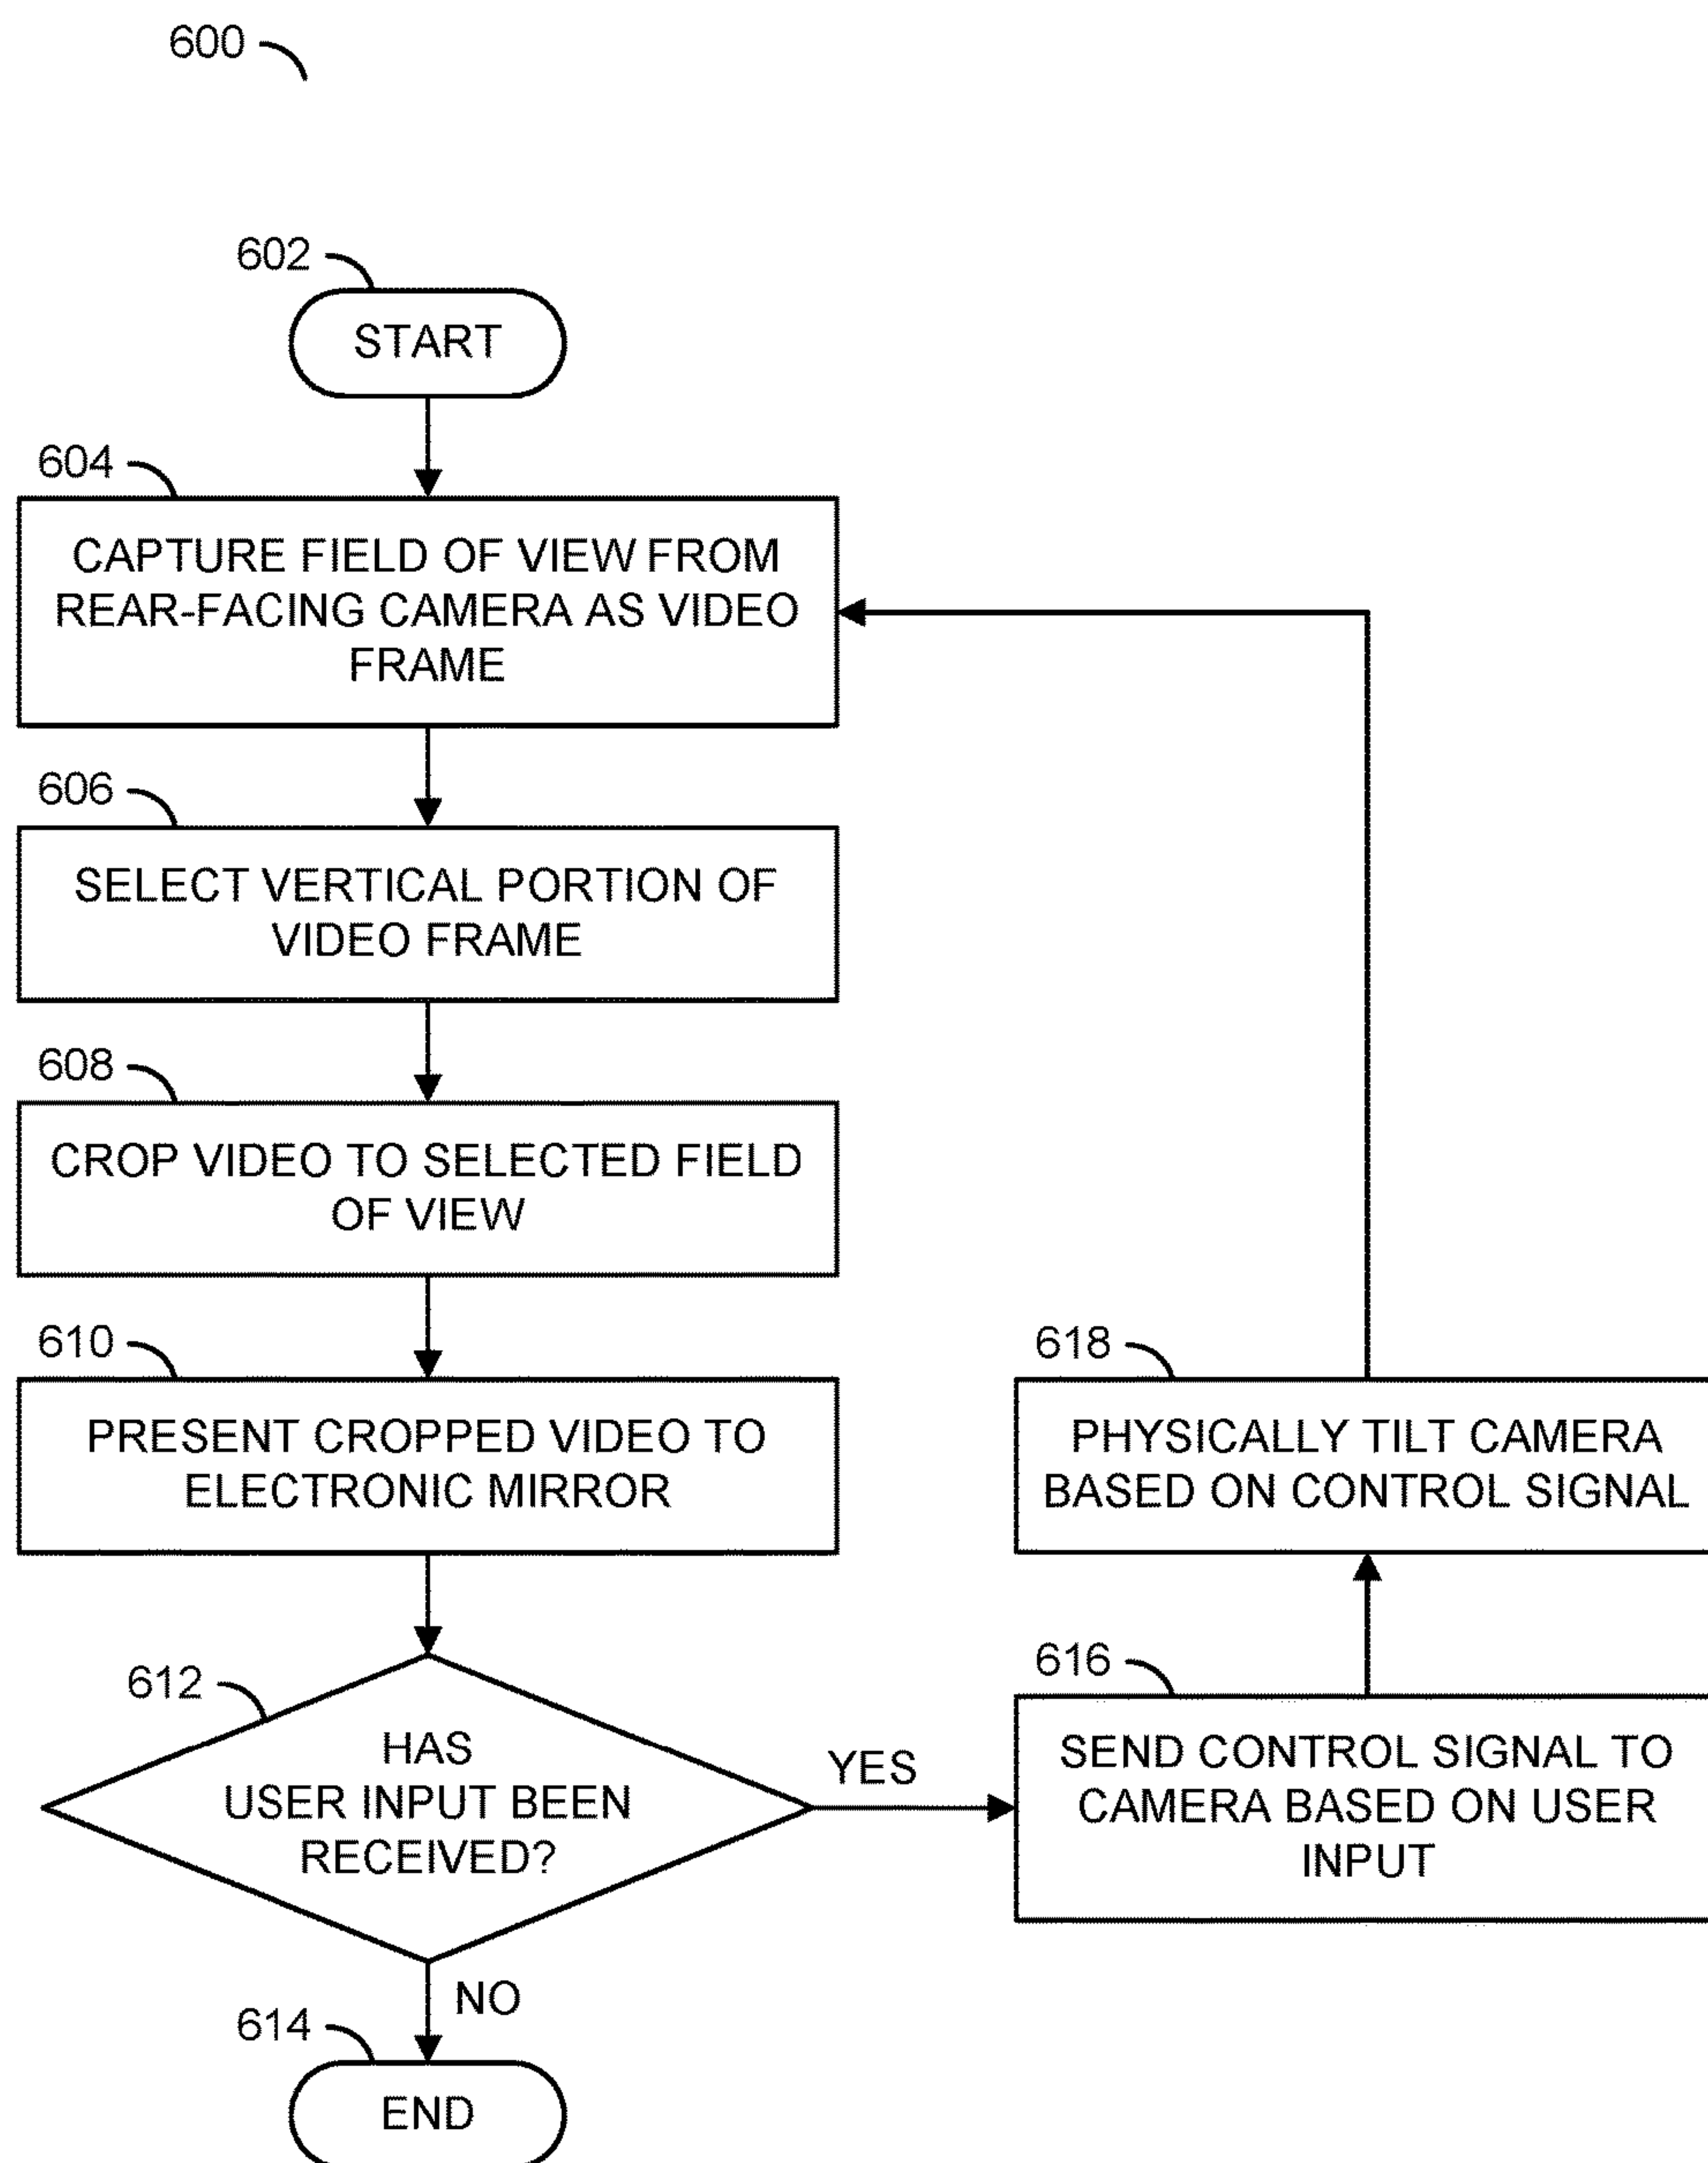 600
602
START
604
CAPTURE FIELD OF VIEW FROM
REAR-FACING CAMERA AS VIDEO
FRAME
606
SELECT VERTICAL PORTION OF
VIDEO FRAME
608
CROP VIDEO TO SELECTED FIELD
OF VIEW
610
PRESENT CROPPED VIDEO TO
ELECTRONIC MIRROR
612
HAS
USER INPUT BEEN
RECEIVED?
YES
NO
614
END
616
SEND CONTROL SIGNAL TO
CAMERA BASED ON USER
INPUT
618
PHYSICALLY TILT CAMERA
BASED ON CONTROL SIGNAL